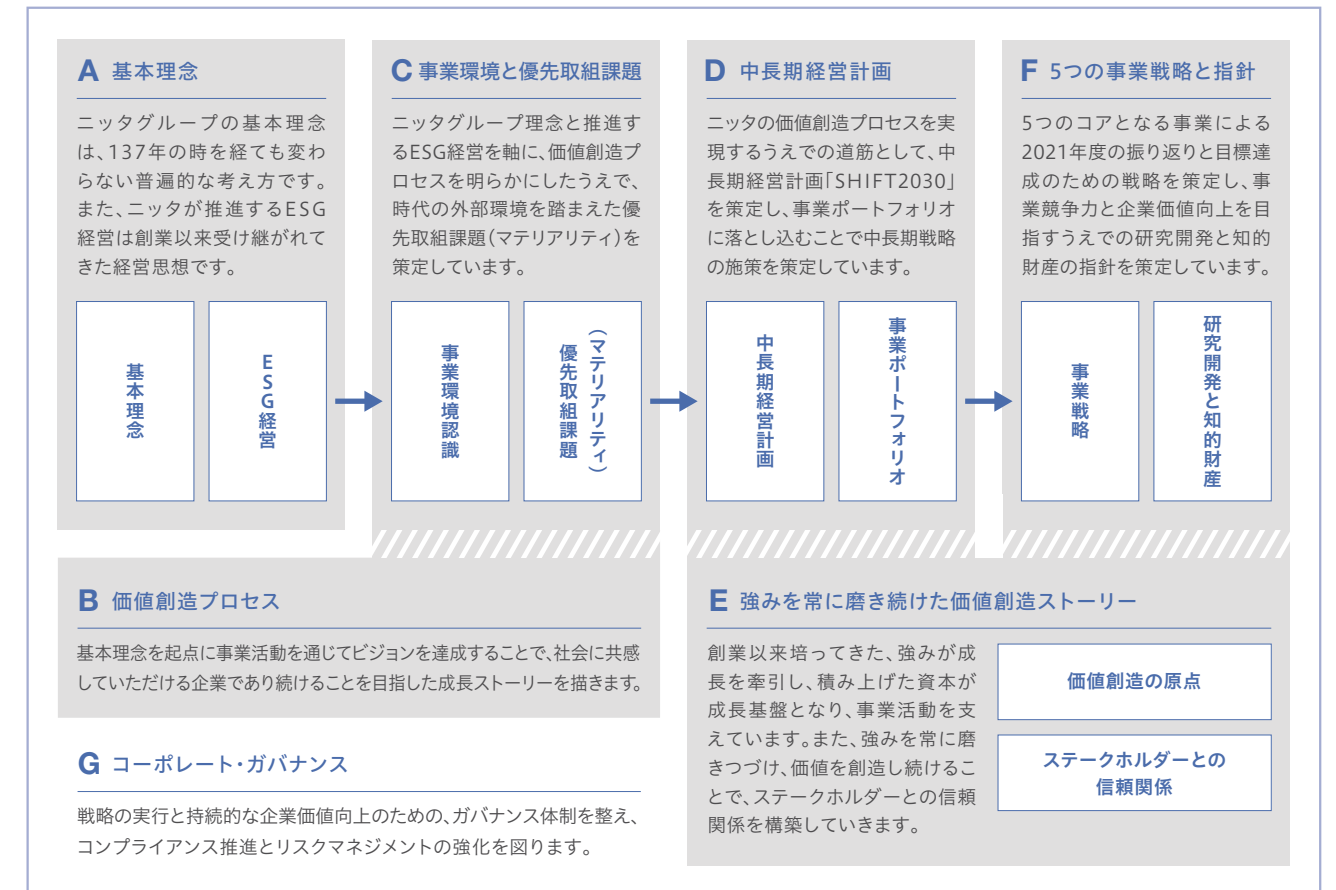 A 基本理念
ニッタグループの基本理念
は、137年の時を経ても変わ
らない普遍的な考え方です。
また、ニッタが推進するESG
経営は創業以来受け継がれて
きた経営思想です。
基本理念
ESG経営
C 事業環境と優先取組課題
ニッタグループ理念と推進す
るESG経営を軸に、価値創造プ
ロセスを明らかにしたうえで、
時代の外部環境を踏まえた優
先取組課題(マテリアリティ)を
策定しています。
事業環境認識
優先取組課題
(マテリアリティ)
D 中長期経営計画
ニッタの価値創造プロセスを実
現するうえでの道筋として、中
長期経営計画「SHIFT2030」
を策定し、事業ポートフォリオ
に落とし込むことで中長期戦略
の施策を策定しています。
中長期経営計画
事業ポートフォリオ
F 5つの事業戦略と指針
5つのコアとなる事業による
2021年度の振り返りと目標達
成のための戦略を策定し、事
業競争力と企業価値向上を目
指すうえでの研究開発と知的
財産の指針を策定しています。
事業戦略
研究開発と知的財産
B 価値創造プロセス
基本理念を起点に事業活動を通じてビジョンを達成することで、社会に共感
していただける企業であり続けることを目指した成長ストーリーを描きます。
G コーポレート・ガバナンス
戦略の実行と持続的な企業価値向上のための、ガバナンス体制を整え、
コンプライアンス推進とリスクマネジメントの強化を図ります。
E 強みを常に磨き続けた価値創造ストーリー
創業以来培ってきた、強みが成
長を牽引し、積み上げた資本が
成長基盤となり、事業活動を支
えています。また、強みを常に磨
きつづけ、価値を創造し続けるこ
とで、ステークホルダーとの信頼
関係を構築していきます。
価値創造の原点
ステークホルダーとの
信頼関係